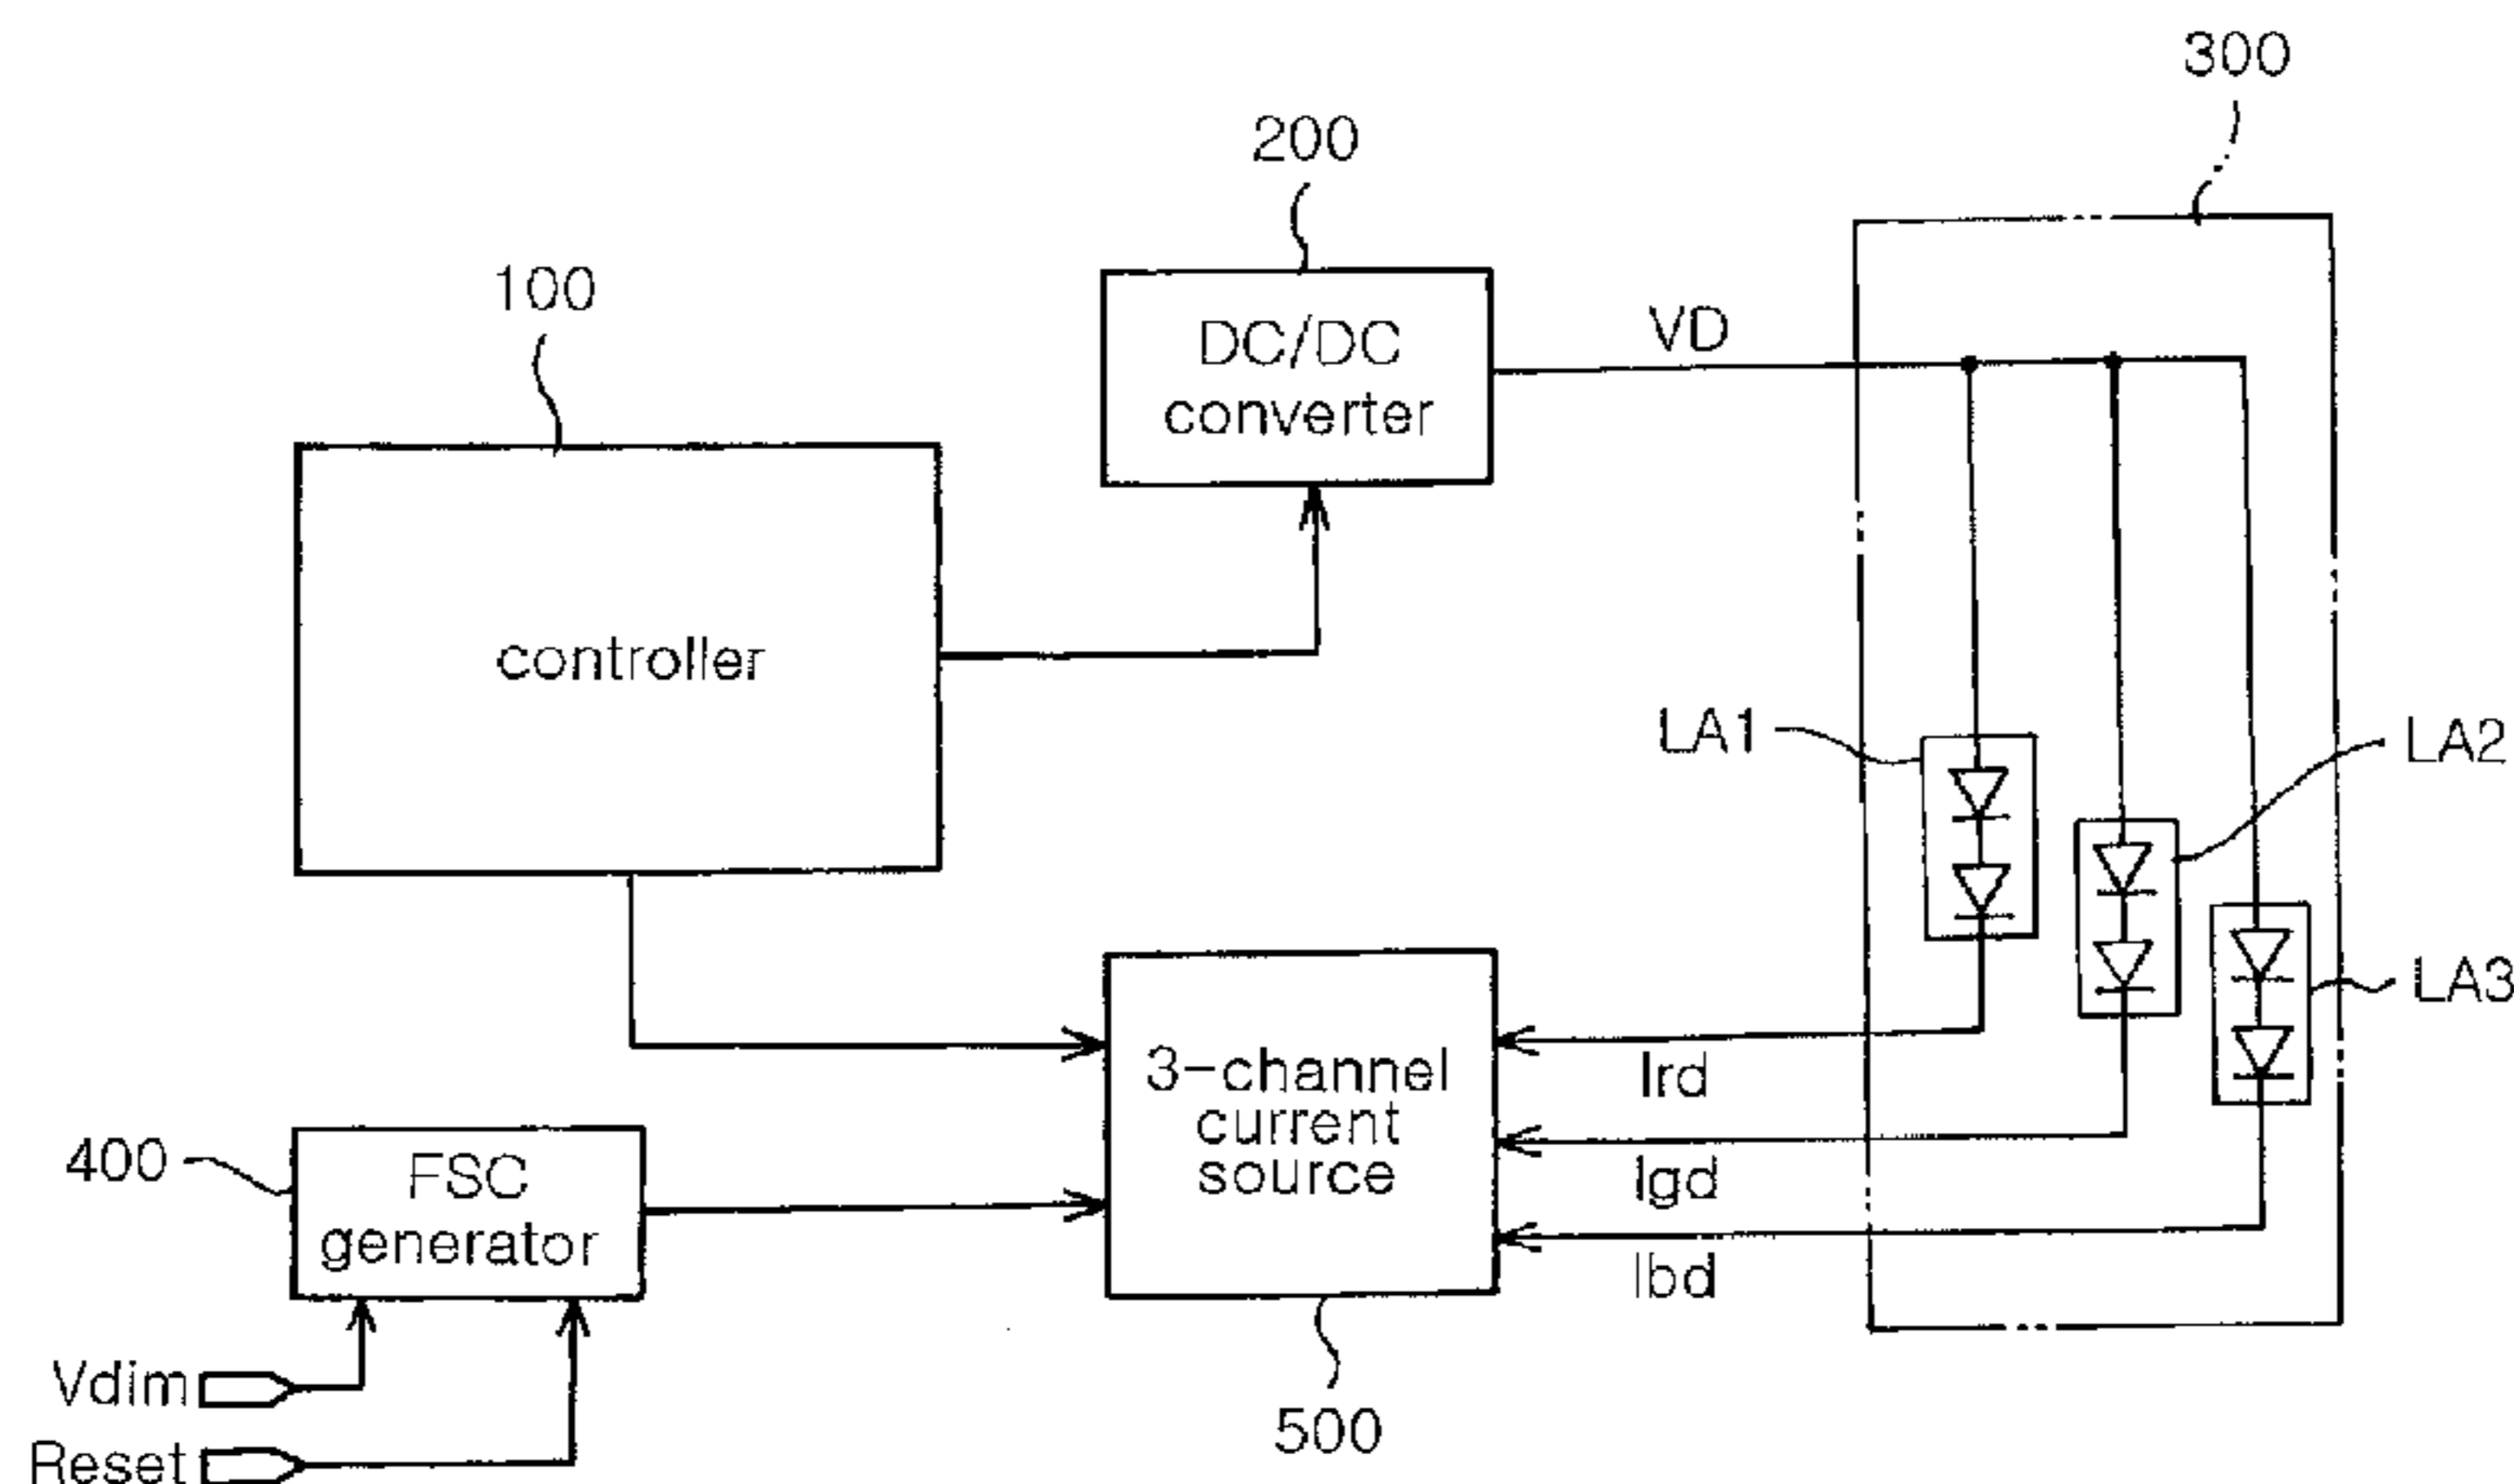 300
200
100
DC/DC
converter
VD
controller
LA1
LA2
LA3
3-channel
current
source
Ird
Igd
Ibd
400
FSC
generator
Vdim
Reset
500